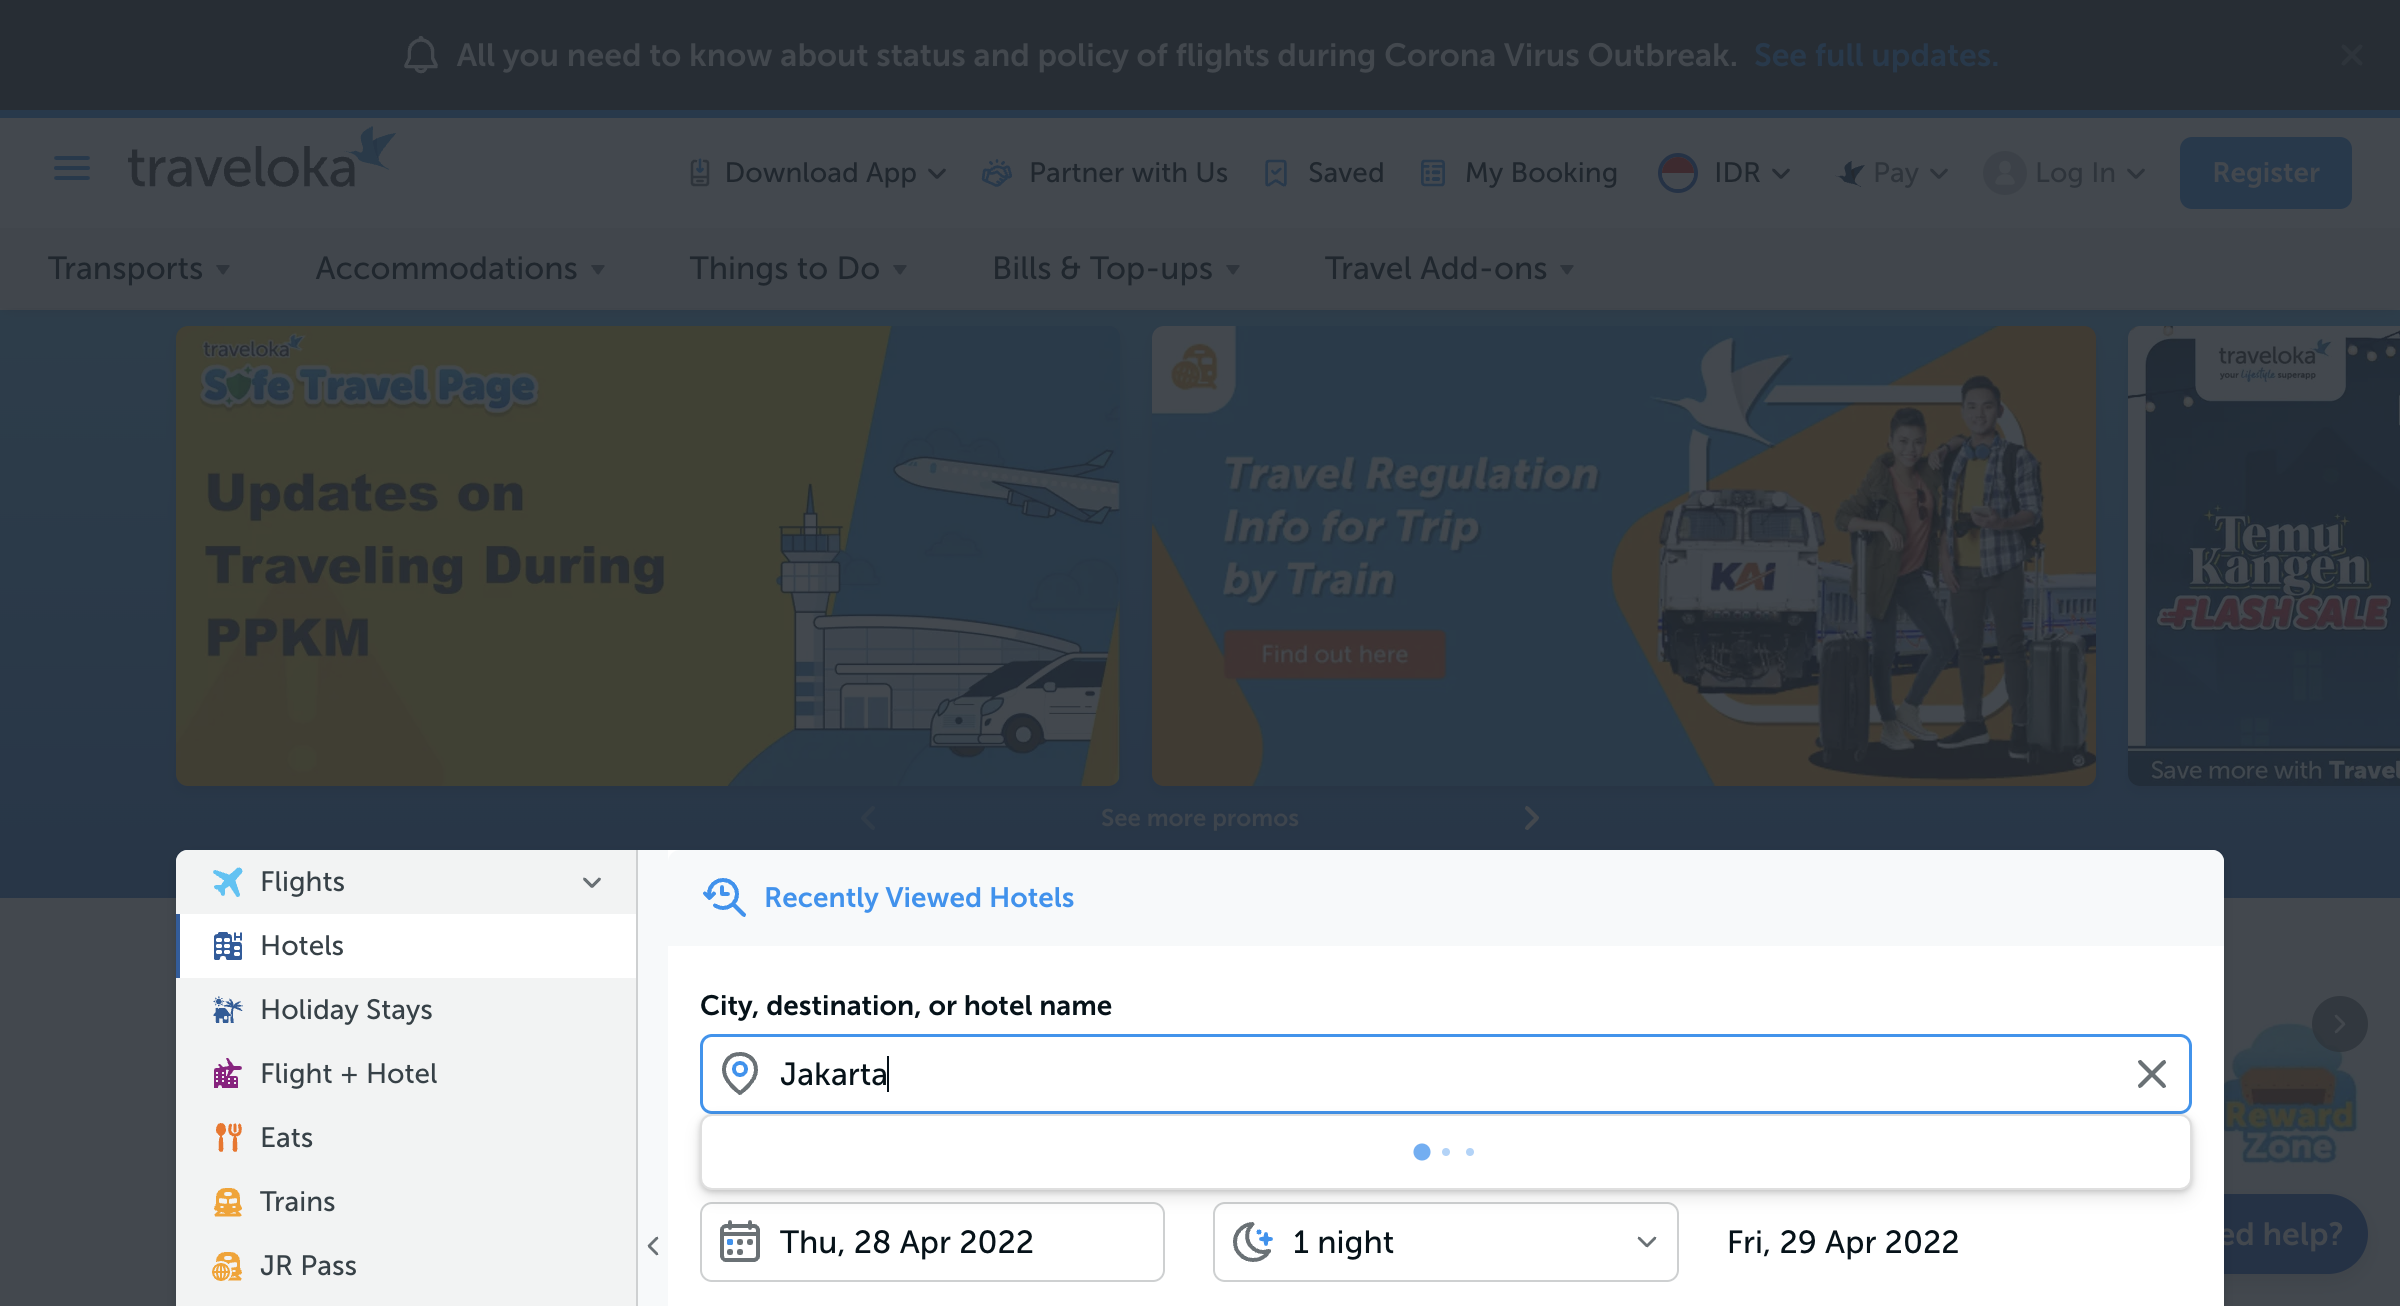 All you need to know about status and policy of flights during Corona Virus Outbreak. See full updates.
traveloka
Download App
Partner with Us
Saved
My Booking
IDR
Pay
Log In
Register
Transports
Accommodations
Things to Do
Bills & Top-ups
Travel Add-ons
traveloka
Safe Travel Page
Updates on
Traveling During
PPKM
Travel Regulation
Info for Trip
by Train
Find out here
KAI
traveloka
your lifestyle superapp
Temu
Kangen
FLASH SALE
Save more with Travel
See more promos
Flights
Hotels
Holiday Stays
Flight + Hotel
Eats
Trains
JR Pass
Recently Viewed Hotels
City, destination, or hotel name
Jakarta
Thu, 28 Apr 2022
1 night
Fri, 29 Apr 2022
Reward
Zone
ed help?